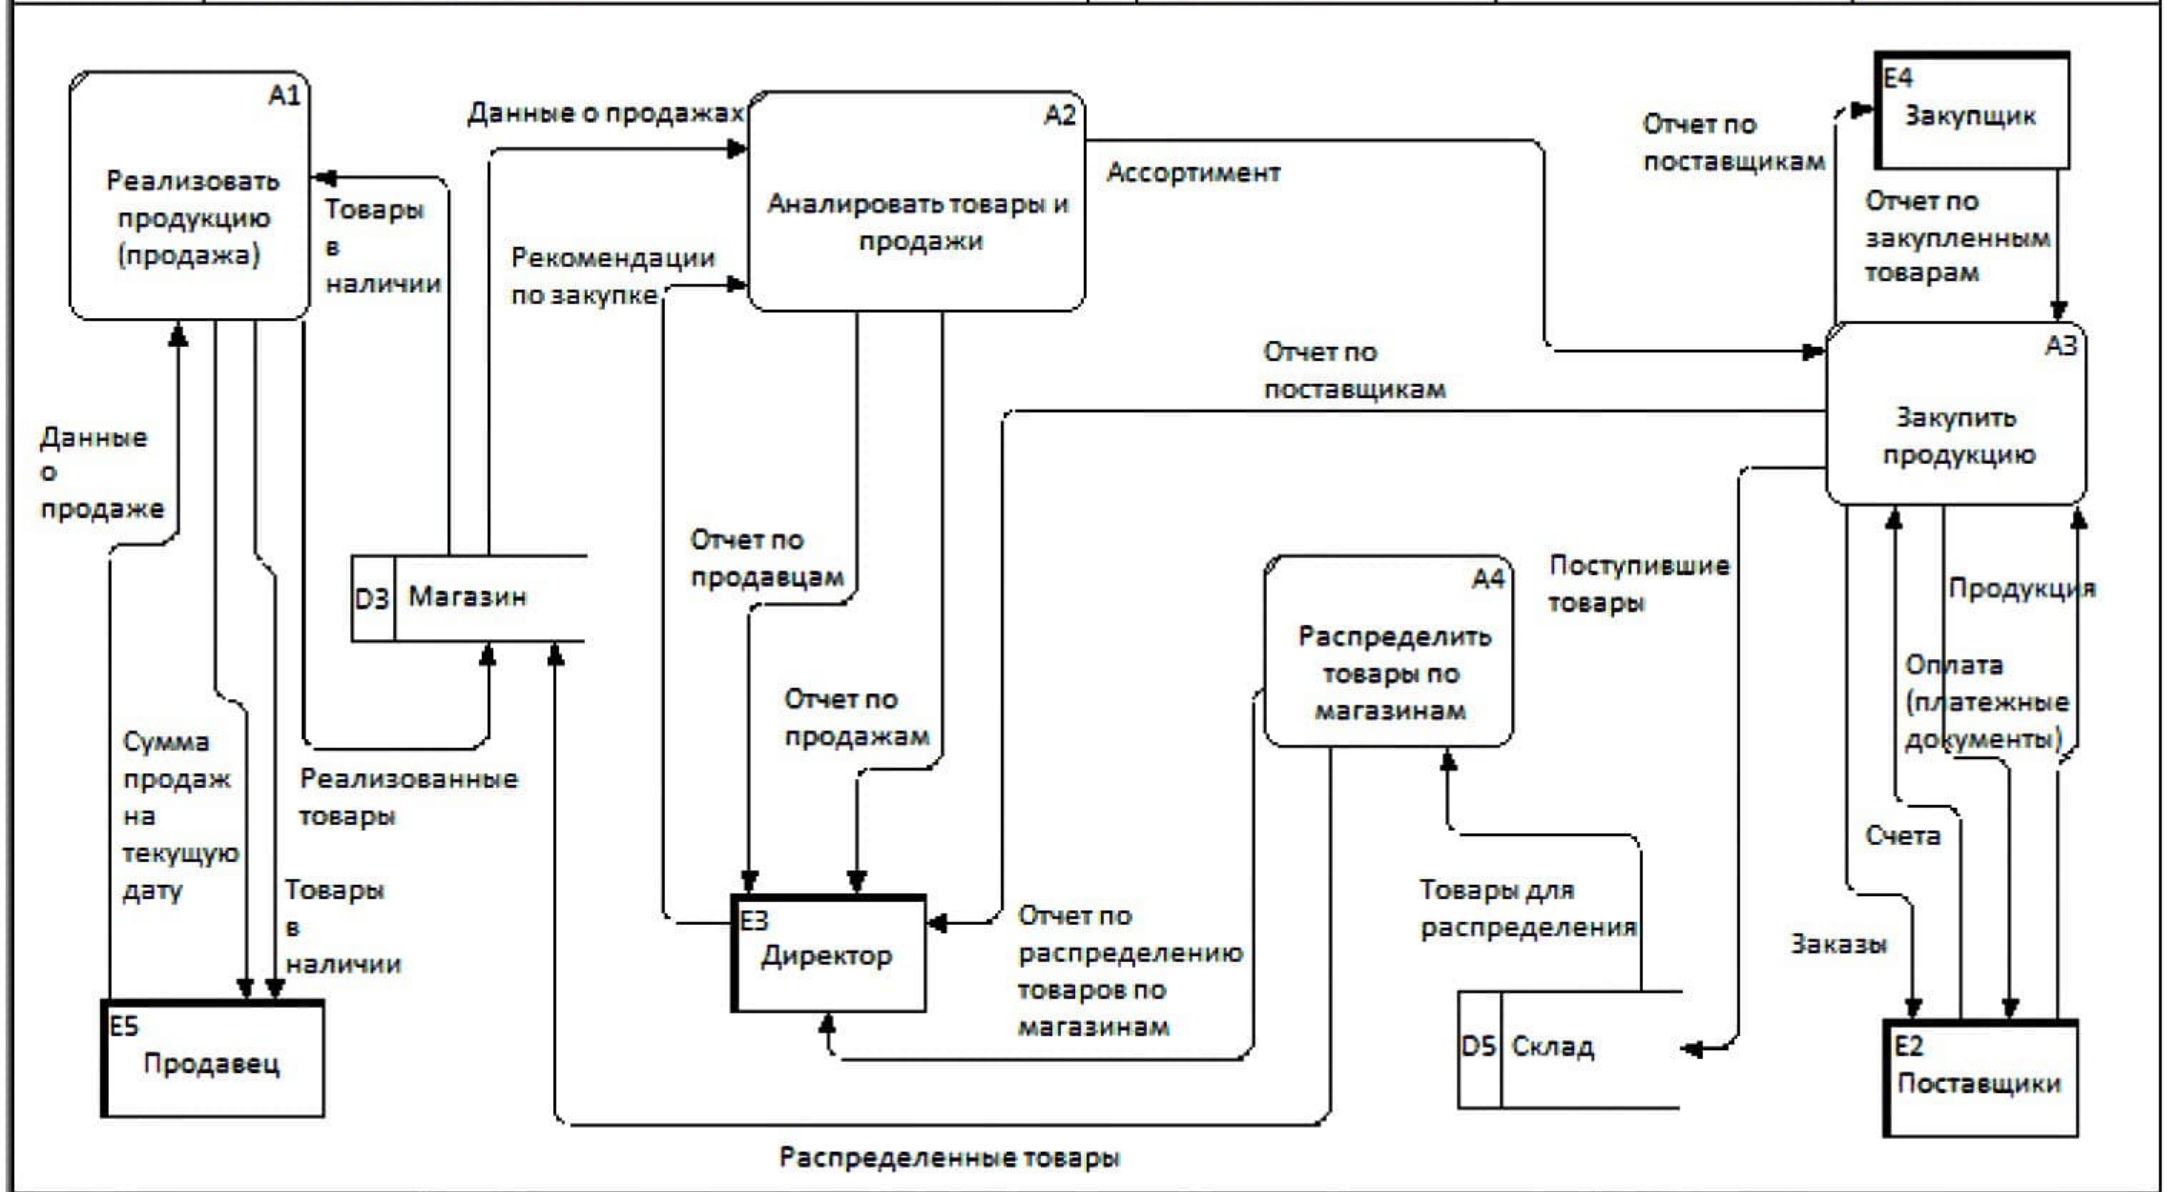 A1
Реализовать
продукцию
(продажа)
Товары
в
наличии
Данные о продажах
A2
Аналировать товары и
продажи
Рекомендации
по закупке
Ассортимент
Отчет по
поставщикам
E4
Закупщик
Отчет по
закупленным
товарам
A3
Закупить
продукцию
Отчет по
поставщикам
Данные
о
продаже
D3 Магазин
Отчет по
продавцам
Отчет по
продажам
A4
Распределить
товары по
магазинам
Поступившие
товары
Продукция
Оплата
(платежные
документы)
Сумма
продаж
на
текущую
дату
Реализованные
товары
Товары
в
наличии
E3
Директор
Отчет по
распределению
товаров по
магазинам
Товары для
распределения
Счета
Заказы
E5
Продавец
D5 Склад
E2
Поставщики
Распределенные товары